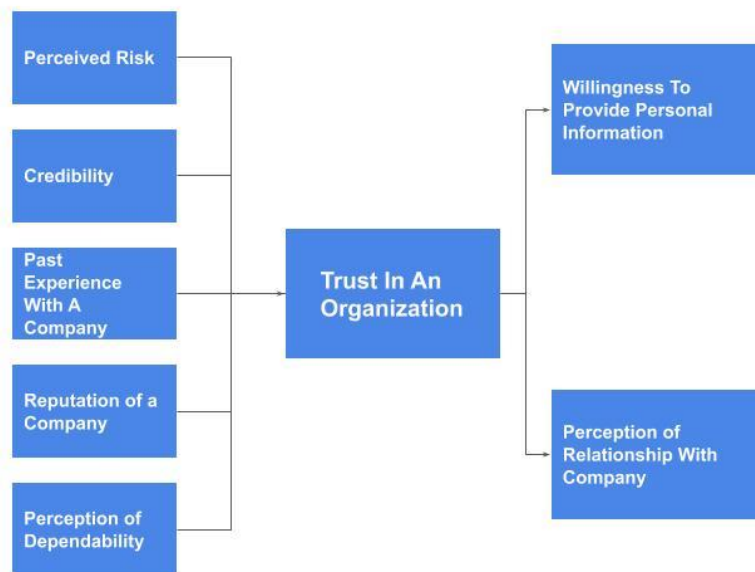 Perceived Risk
Credibility
Past
Experience
With A
Company
Reputation of a
Company
Perception of
Dependability
Trust In An
Organization
Willingness To
Provide Personal
Information
Perception of
Relationship With
Company